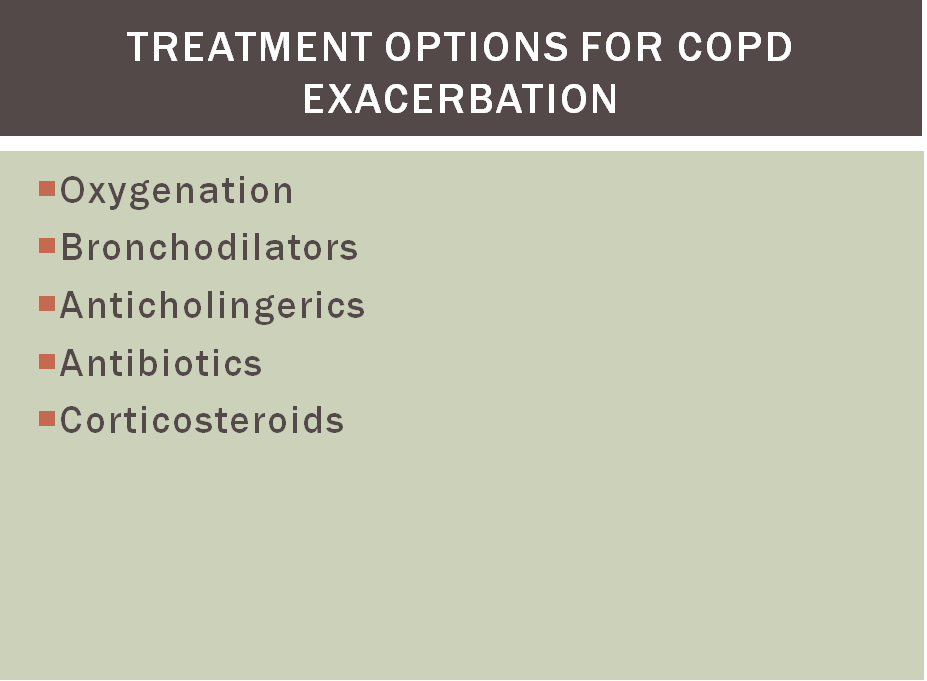 TREATMENT OPTIONS FOR COPD
EXACERBATION
Oxygenation
Bronchodilators
Anticholingerics
Antibiotics
Corticosteroids